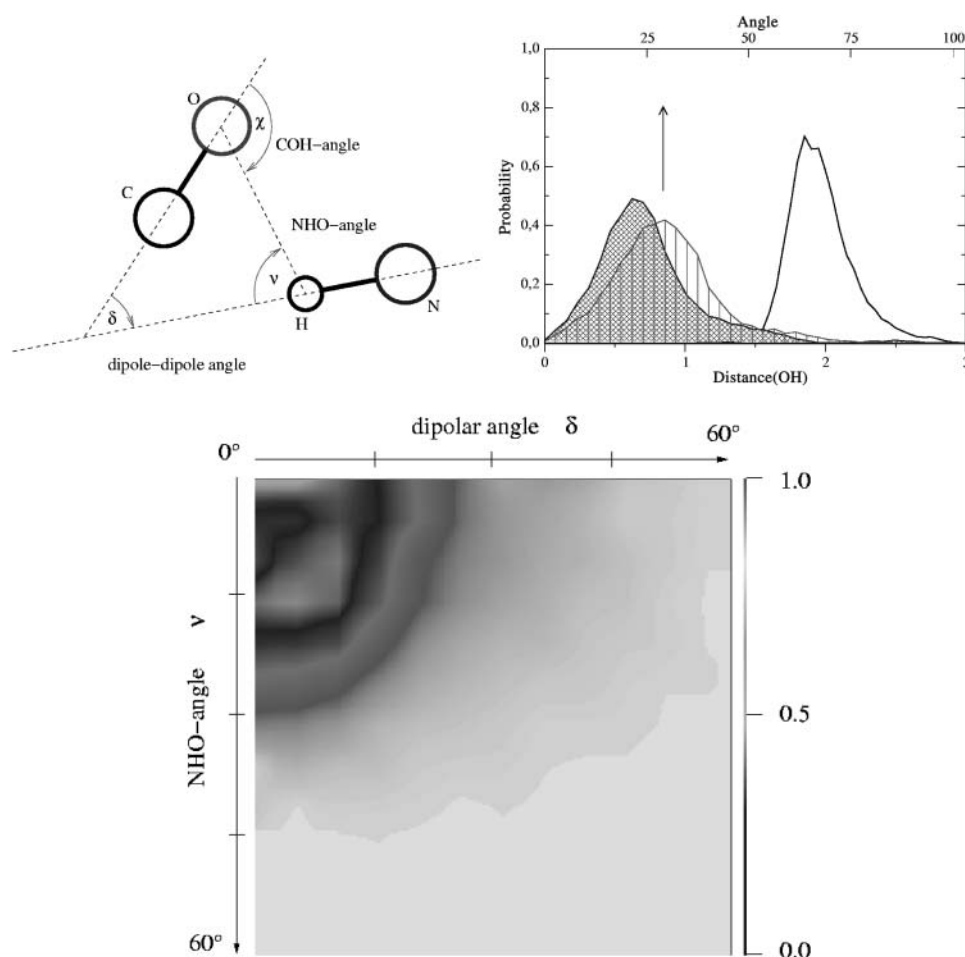 O
χ
COH−angle
C
NHO−angle
ν
δ
H
N
dipole−dipole angle
Angle
25 50 75 100
1,0
0,8
0,6
0,4
0,2
0,0
Probability
0 1 2 3
Distance(OH)
dipolar angle δ
0° 60°
NHO−angle ν
60°
1.0
0.5
0.0